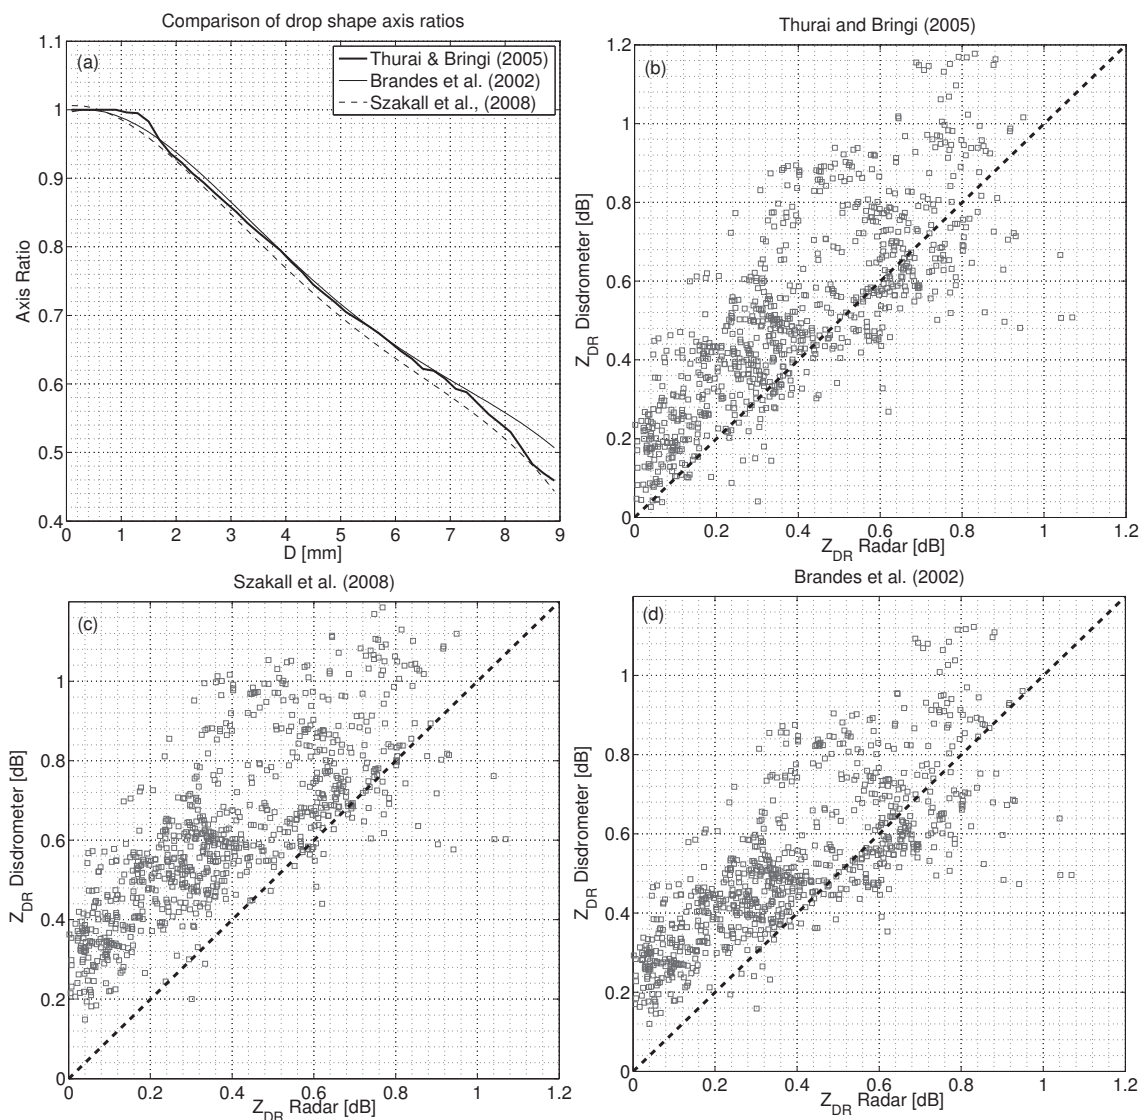 Comparison of drop shape axis ratios
(a)
Thurai & Bringi (2005)
Brandes et al. (2002)
Szakall et al., (2008)
1.1
1
0.9
0.8
0.7
0.6
0.5
0.4
Axis Ratio
0 1 2 3 4 5 6 7 8 9
D [mm]
Thurai and Bringi (2005)
(b)
1.2
1
0.8
0.6
0.4
0.2
0
Z_DR Disdrometer [dB]
0.2 0.4 0.6 0.8 1 1.2
Z_DR Radar [dB]
Szakall et al. (2008)
(c)
1
0.8
0.6
0.4
0.2
0
Z_DR Disdrometer [dB]
0 0.2 0.4 0.6 0.8 1 1.2
Z_DR Radar [dB]
Brandes et al. (2002)
(d)
1
0.8
0.6
0.4
0.2
0
Z_DR Disdrometer [dB]
0.2 0.4 0.6 0.8 1 1.2
Z_DR Radar [dB]